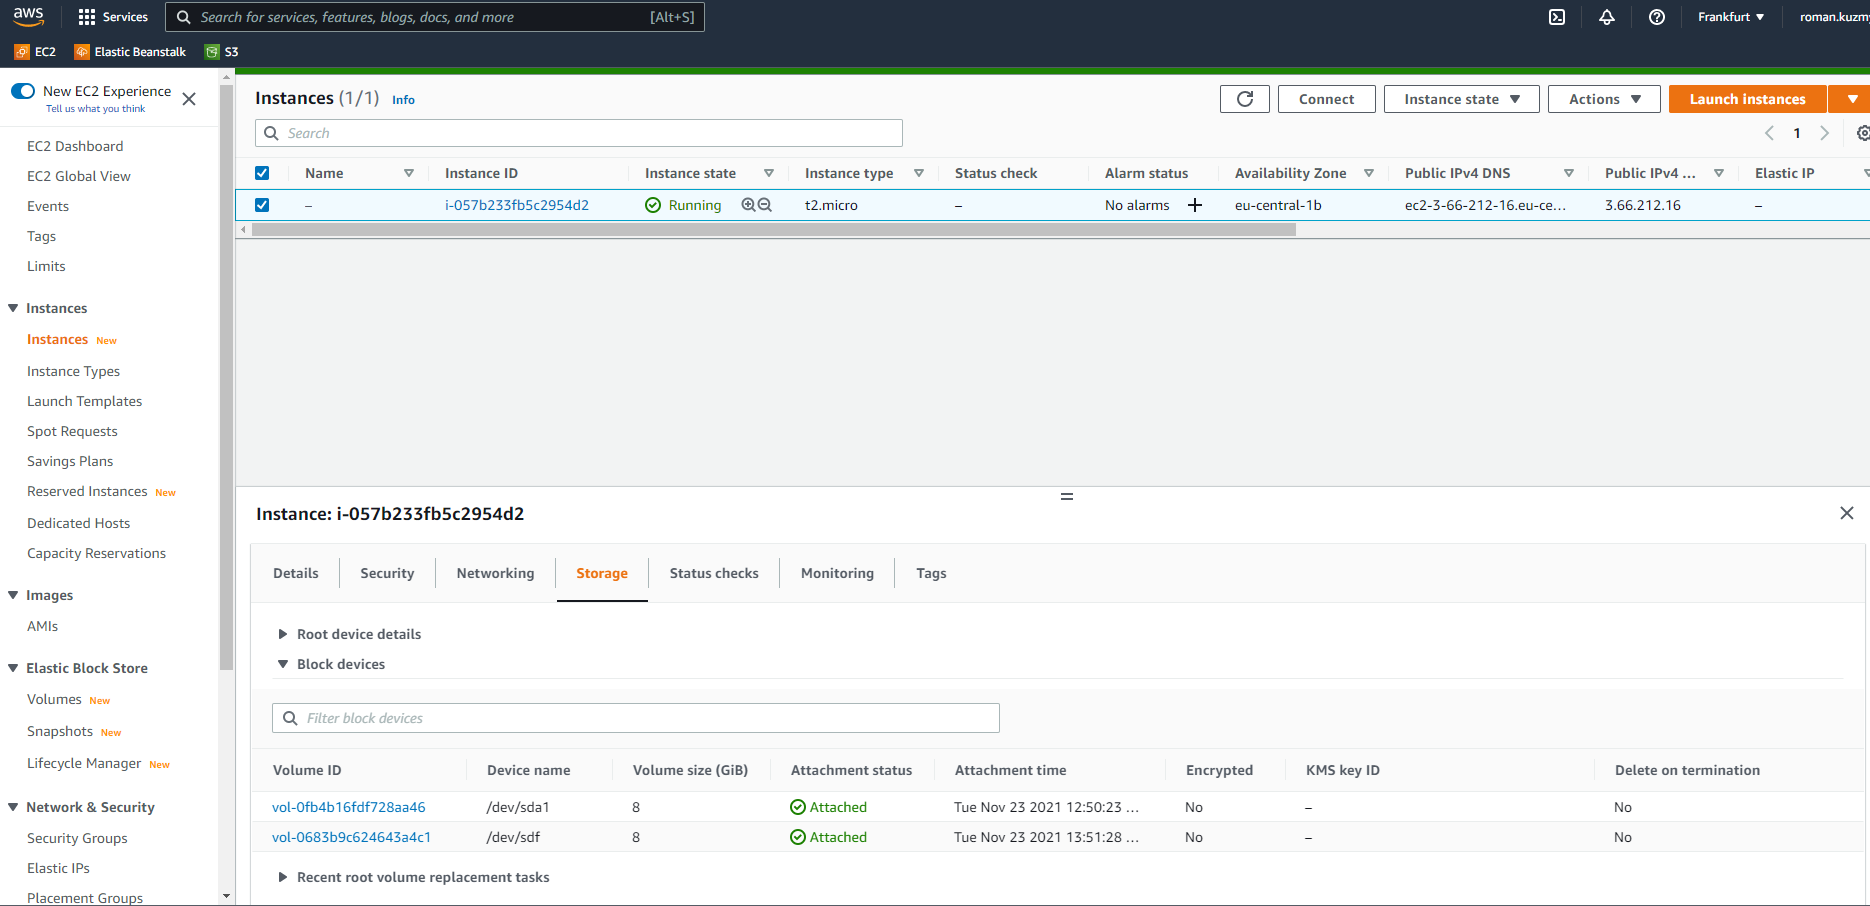 aws Services Search for services, features, blogs, docs, and more [Alt+S] Frankfurt roman.kuzmy
EC2 Elastic Beanstalk S3
New EC2 Experience
Tell us what you think
EC2 Dashboard
EC2 Global View
Events
Tags
Limits
Instances
Instances New
Instance Types
Launch Templates
Spot Requests
Savings Plans
Reserved Instances New
Dedicated Hosts
Capacity Reservations
Images
AMIs
Elastic Block Store
Volumes New
Snapshots New
Lifecycle Manager New
Network & Security
Security Groups
Elastic IPs
Placement Groups
Instances (1/1) Info Connect Instance state Actions Launch instances
Search 1
Name Instance ID Instance state Instance type Status check Alarm status Availability Zone Public IPv4 DNS Public IPv4 ... Elastic IP
– i-057b233fb5c2954d2 Running t2.micro – No alarms + eu-central-1b ec2-3-66-212-16.eu-ce... 3.66.212.16 –
Instance: i-057b233fb5c2954d2
Details Security Networking Storage Status checks Monitoring Tags
Root device details
Block devices
Filter block devices
Volume ID Device name Volume size (GiB) Attachment status Attachment time Encrypted KMS key ID Delete on termination
vol-0fb4b16fdf728aa46 /dev/sda1 8 Attached Tue Nov 23 2021 12:50:23 ... No – No
vol-0683b9c624643a4c1 /dev/sdf 8 Attached Tue Nov 23 2021 13:51:28 ... No – No
Recent root volume replacement tasks